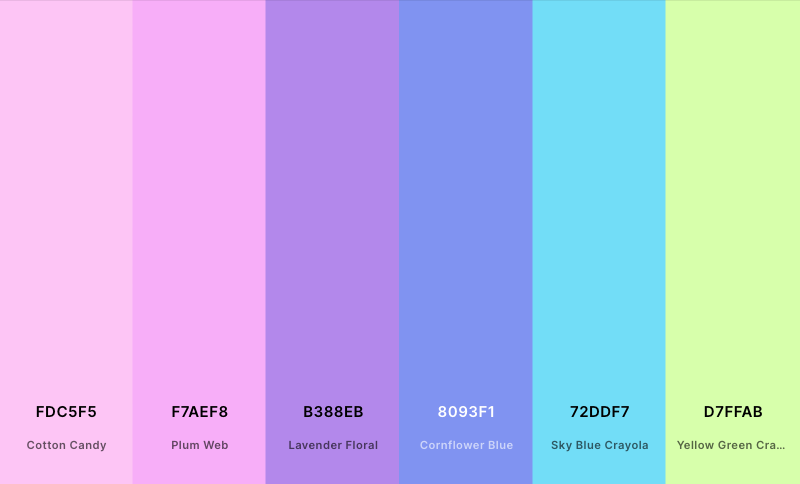 FDC5F5 F7AEF8 B388EB 8093F1 72DDF7 D7FFAB
Cotton Candy Plum Web Lavender Floral Cornflower Blue Sky Blue Crayola Yellow Green Cra...